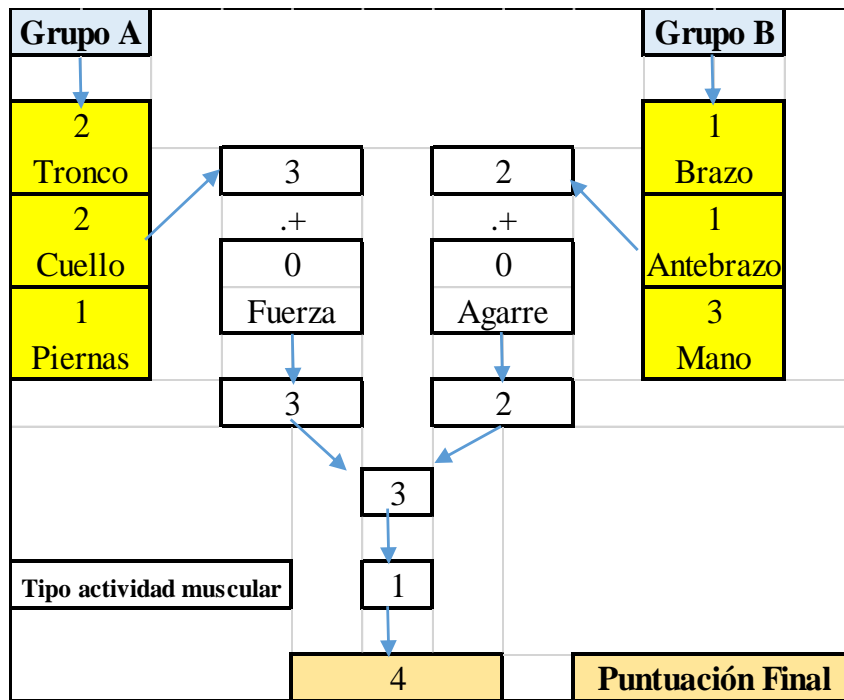 Grupo A
Grupo B
2
Tronco
2
Cuello
1
Piernas
3
.+
0
Fuerza
3
2
.+
0
Agarre
2
1
Brazo
1
Antebrazo
3
Mano
3
Tipo actividad muscular
1
4
Puntuación Final